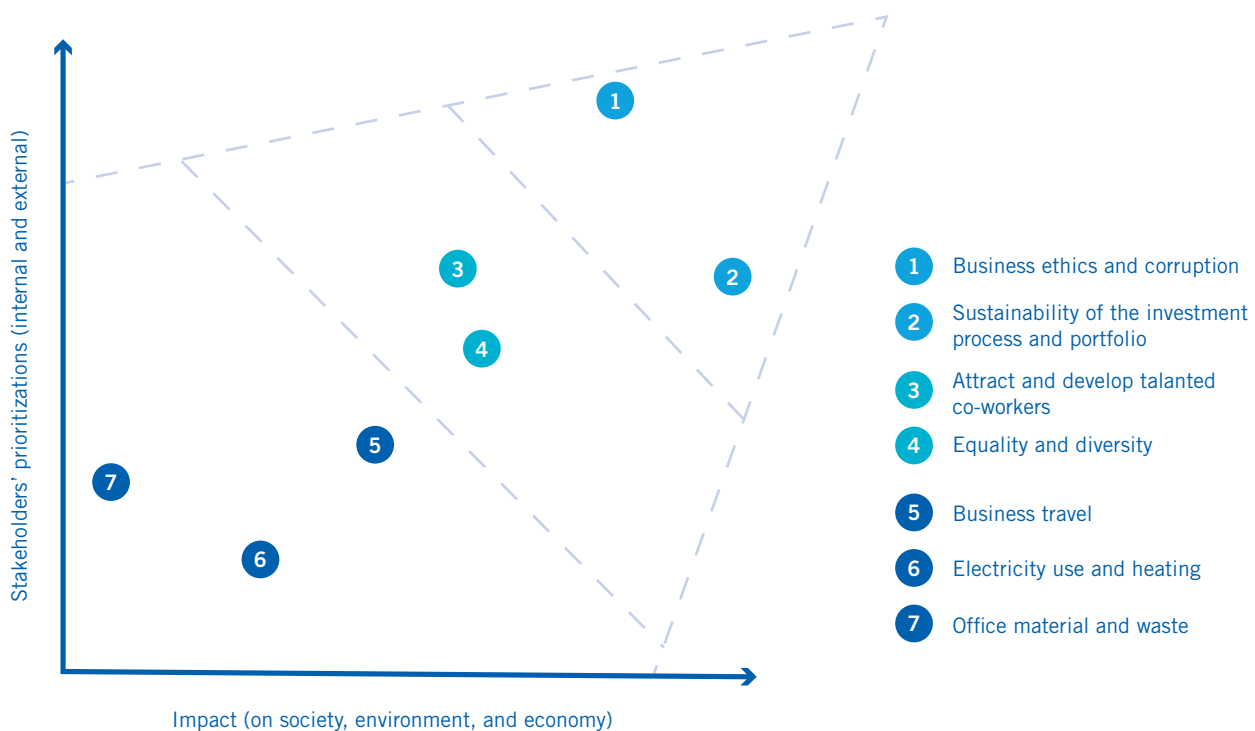 Stakeholders’ prioritizations (internal and external)
1
2
3
4
5
7
6
Impact (on society, environment, and economy)
1 Business ethics and corruption
2 Sustainability of the investment
process and portfolio
3 Attract and develop talanted
co-workers
4 Equality and diversity
5 Business travel
6 Electricity use and heating
7 Office material and waste